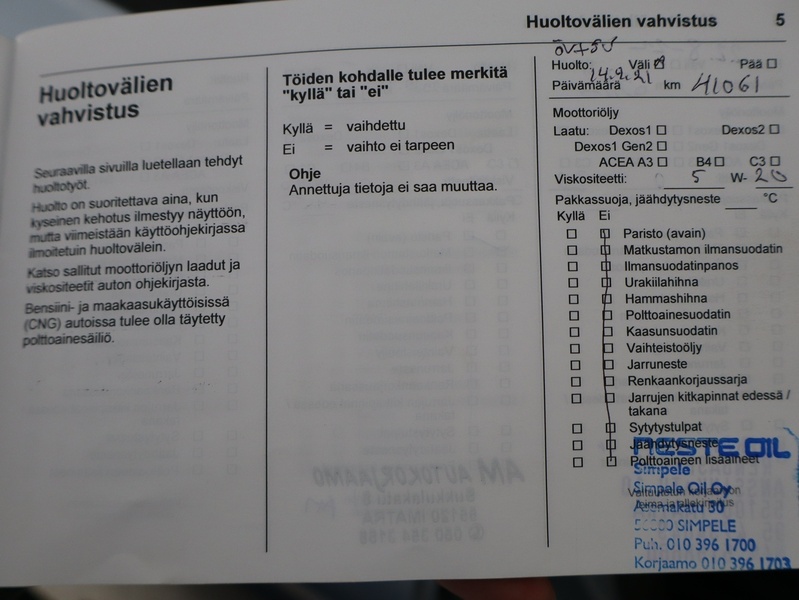 Huoltovälien vahvistus 5
Huoltovälien
vahvistus
Seuraavilla sivuilla luetellaan tehdyt
huoltotyöt.
Huolto on suoritettava aina, kun
kyseinen kehotus ilmestyy näyttöön,
mutta viimeistään käyttöohjekirjassa
ilmoitetuin huoltovälein.
Katso sallitut moottoriöljyn laadut ja
viskositeetit auton ohjekirjasta.
Bensiini- ja maakaasukäyttöisissä
(CNG) autoissa tulee olla täytetty
polttoainesäiliö.
Töiden kohdalle tulee merkitä
"kyllä" tai "ei"
Kyllä = vaihdettu
Ei = vaihto ei tarpeen
Ohje
Annettuja tietoja ei saa muuttaa.
Huolto: Väli Pää
Päivämäärä 14.9.21 km 41061
Moottoriöljy
Laatu: Dexos1 Dexos2
Dexos1 Gen2
ACEA A3 B4 C3
Viskositeetti: 5 W- 20
Pakkassuoja, jäähdytysneste °C
Kyllä Ei
Paristo (avain)
Matkustamon ilmansuodatin
Ilmansuodatinpanos
Urakiilahihna
Hammashihna
Polttoainesuodatin
Kaasunsuodatin
Vaihteistoöljy
Jarruneste
Renkaankorjaussarja
Jarrujen kitkapinnat edessä /
takana
Sytytystulpat
Jäähdytysneste
Polttoaineen lisäaineet
NESTE OIL
Simpele
Simpele Oil Oy
Asemakatu 30
SIMPELE
Puh. 010 396 1700
Korjaamo 010 396 1703
AM AUTOKORJAAMO
IMATRA